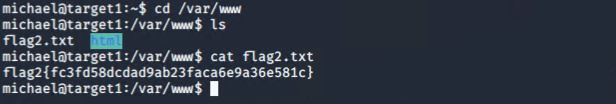 michael@target1:~$ cd /var/www
michael@target1:/var/www$ ls
flag2.txt  html
michael@target1:/var/www$ cat flag2.txt
flag2{fc3fd58dcdad9ab23faca6e9a36e581c}
michael@target1:/var/www$